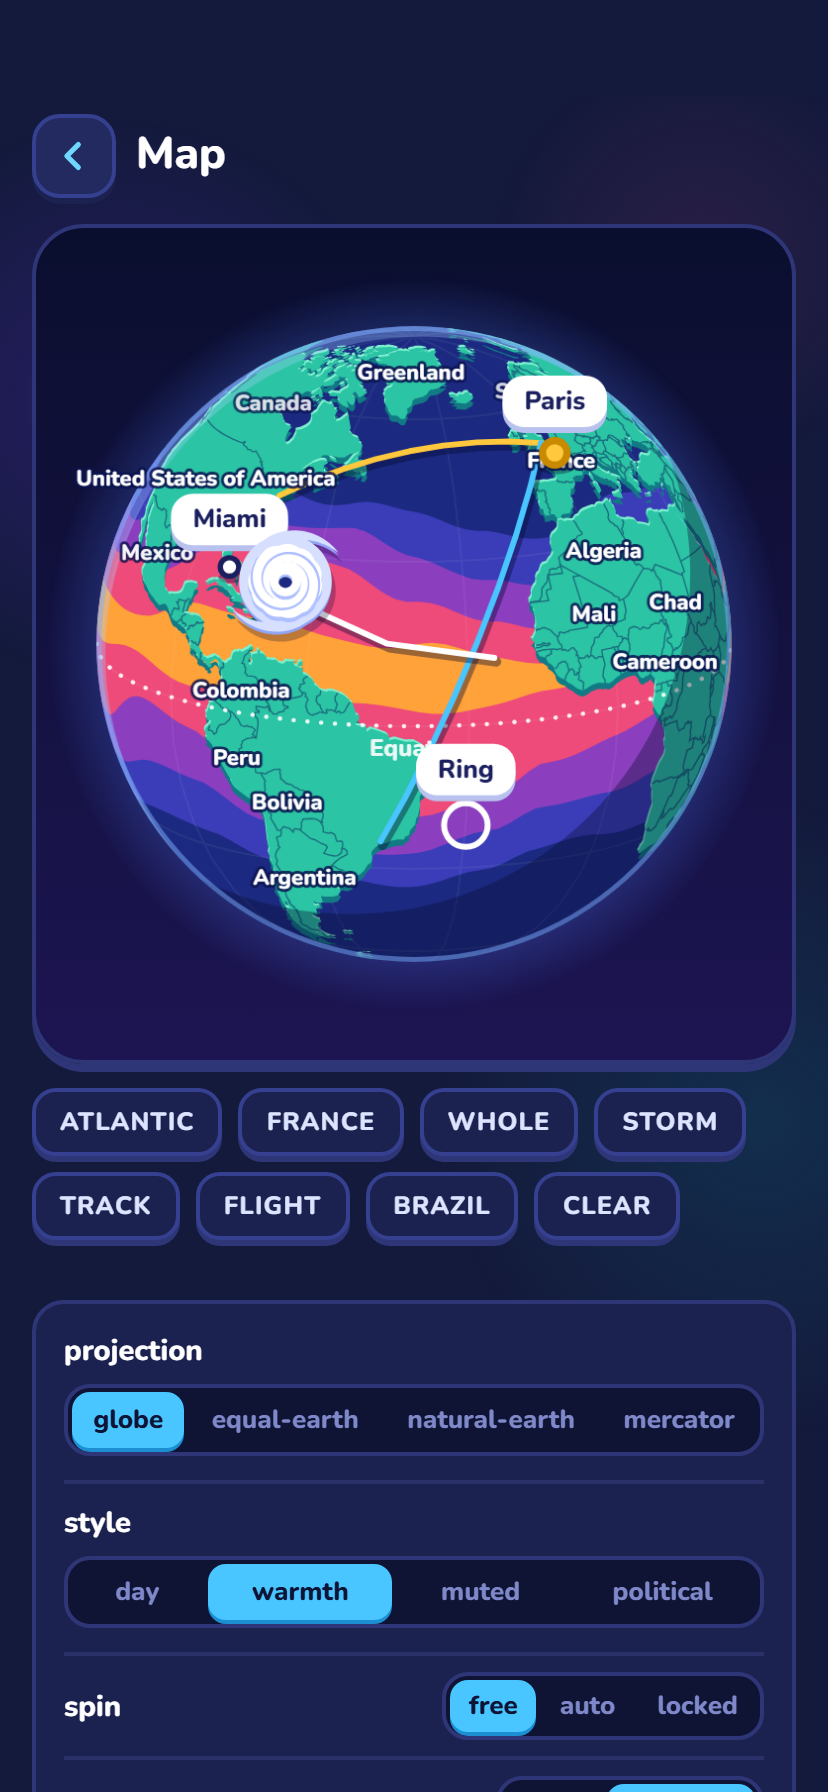 Map
Greenland
Canada
Paris
France
United States of America
Miami
Mexico
Algeria
Mali
Chad
Cameroon
Colombia
Peru
Ring
Bolivia
Argentina
ATLANTIC
FRANCE
WHOLE
STORM
TRACK
FLIGHT
BRAZIL
CLEAR
projection
globe
equal-earth
natural-earth
mercator
style
day
warmth
muted
political
spin
free
auto
locked